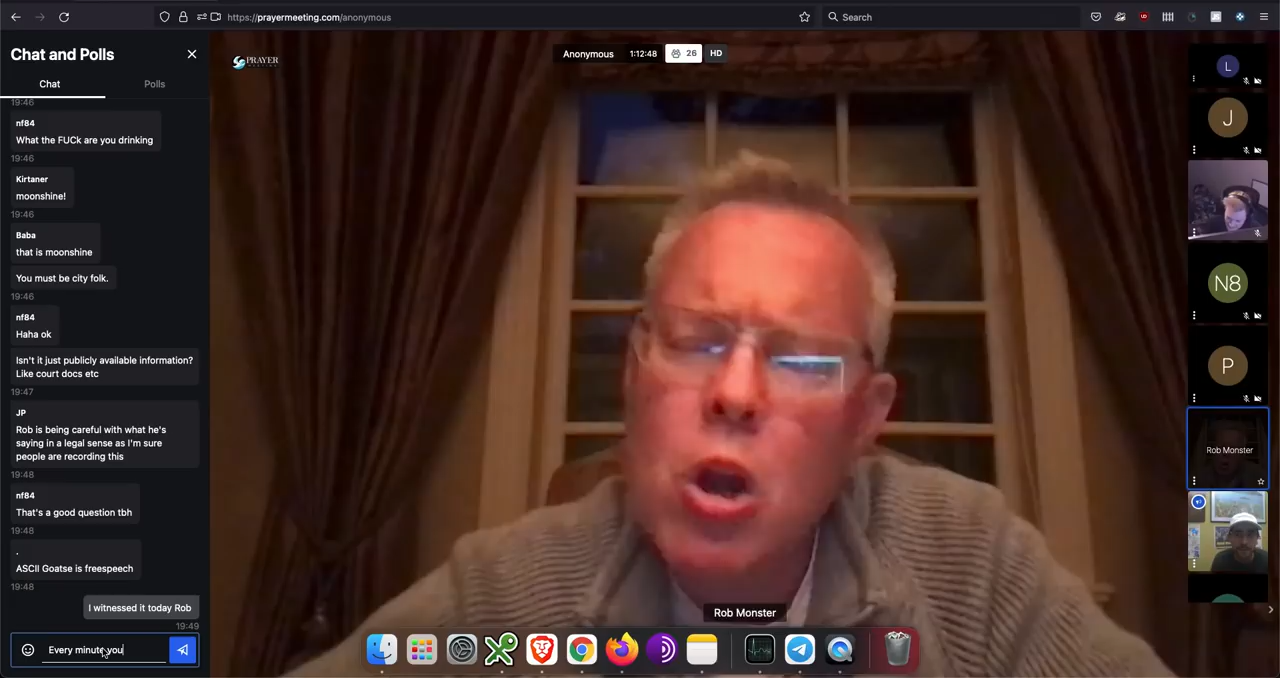 https://prayermeeting.com/anonymous
Search
Chat and Polls
Chat
Polls
19:46
nf84
What the FUCk are you drinking
19:46
Kirtaner
moonshine!
19:46
Baba
that is moonshine
You must be city folk.
19:46
nf84
Haha ok
Isn't it just publicly available information?
Like court docs etc
19:47
JP
Rob is being careful with what he's
saying in a legal sense as I'm sure
people are recording this
19:48
nf84
That's a good question tbh
19:48
.
ASCII Goatse is freespeech
19:48
I witnessed it today Rob
19:49
Every minute you
PRAYER
MEETING
Anonymous
1:12:48
26
HD
Rob Monster
L
J
N8
P
Rob Monster